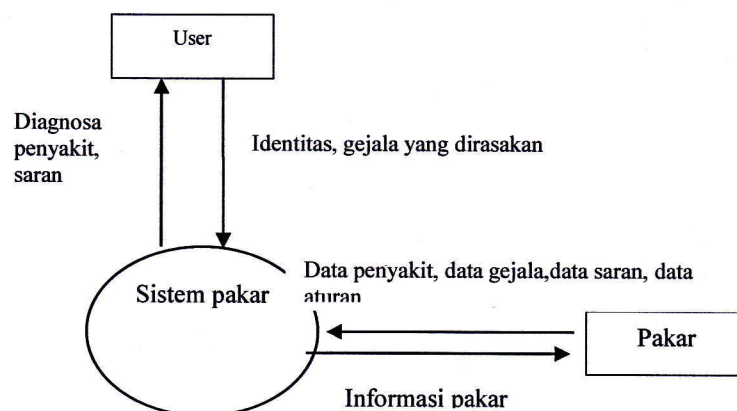 User
Diagnosa
penyakit,
saran
Identitas, gejala yang dirasakan
Data penyakit, data gejala,data saran, data
aturan
Sistem pakar
Pakar
Informasi pakar